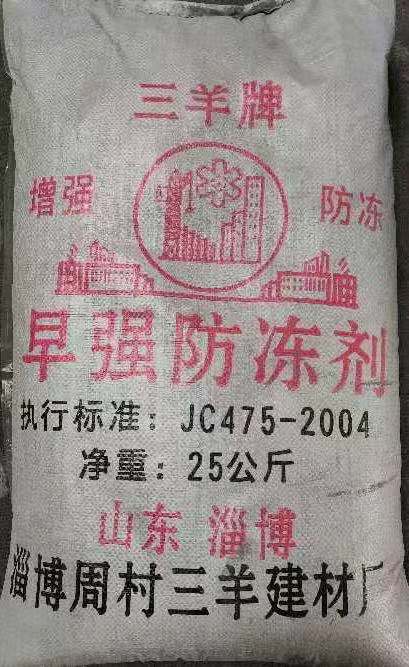 三羊牌
增强 防冻
早强防冻剂
执行标准：JC475-2004
净重：25公斤
山东 淄博
淄博周村三羊建材厂